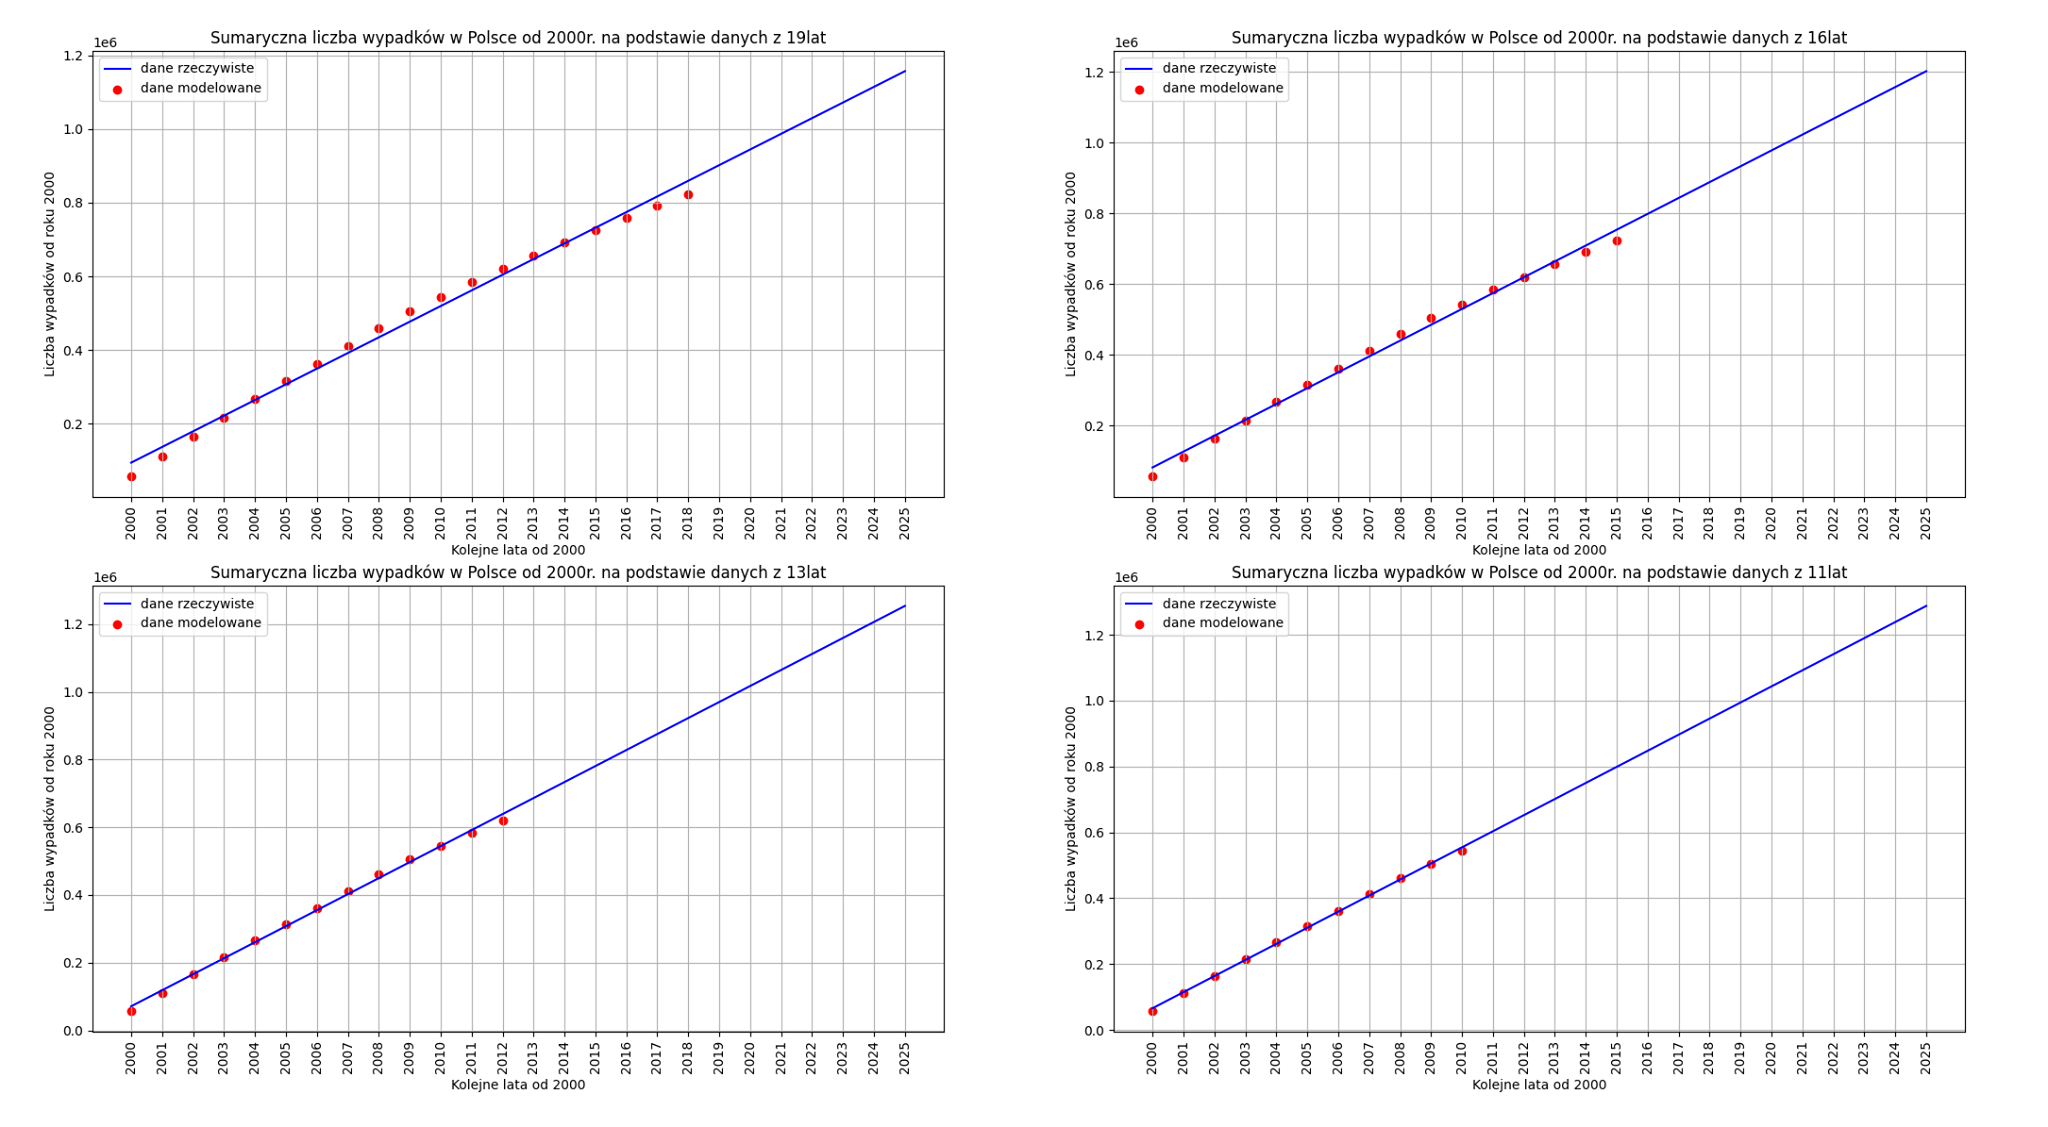 Sumaryczna liczba wypadków w Polsce od 2000r. na podstawie danych z 19lat
1e6
dane rzeczywiste
dane modelowane
1.2
1.0
0.8
0.6
0.4
0.2
Liczba wypadków od roku 2000
2000 2001 2002 2003 2004 2005 2006 2007 2008 2009 2010 2011 2012 2013 2014 2015 2016 2017 2018 2019 2020 2021 2022 2023 2024 2025
Kolejne lata od 2000
Sumaryczna liczba wypadków w Polsce od 2000r. na podstawie danych z 16lat
1e6
dane rzeczywiste
dane modelowane
1.2
1.0
0.8
0.6
0.4
0.2
Liczba wypadków od roku 2000
2000 2001 2002 2003 2004 2005 2006 2007 2008 2009 2010 2011 2012 2013 2014 2015 2016 2017 2018 2019 2020 2021 2022 2023 2024 2025
Kolejne lata od 2000
Sumaryczna liczba wypadków w Polsce od 2000r. na podstawie danych z 13lat
1e6
dane rzeczywiste
dane modelowane
1.2
1.0
0.8
0.6
0.4
0.2
0.0
Liczba wypadków od roku 2000
2000 2001 2002 2003 2004 2005 2006 2007 2008 2009 2010 2011 2012 2013 2014 2015 2016 2017 2018 2019 2020 2021 2022 2023 2024 2025
Kolejne lata od 2000
Sumaryczna liczba wypadków w Polsce od 2000r. na podstawie danych z 11lat
1e6
dane rzeczywiste
dane modelowane
1.2
1.0
0.8
0.6
0.4
0.2
0.0
Liczba wypadków od roku 2000
2000 2001 2002 2003 2004 2005 2006 2007 2008 2009 2010 2011 2012 2013 2014 2015 2016 2017 2018 2019 2020 2021 2022 2023 2024 2025
Kolejne lata od 2000